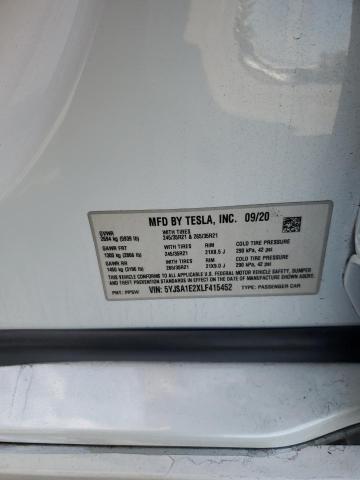 MFD BY TESLA, INC. 09/20
GVWR
2694 kg (5939 lb)
WITH TIRES
245/35R21 & 265/35R21
GAWR FRT
1300 kg (2866 lb)
WITH TIRES
245/35R21
RIM
21X8.5 J
COLD TIRE PRESSURE
290 kPa, 42 psi
GAWR RR
1450 kg (3196 lb)
WITH TIRES
265/35R21
RIM
21X9.0 J
COLD TIRE PRESSURE
290 kPa, 42 psi
THIS VEHICLE CONFORMS TO ALL APPLICABLE U.S. FEDERAL MOTOR VEHICLE
SAFETY, BUMPER, AND THEFT PREVENTION STANDARDS IN EFFECT ON THE DATE OF
MANUFACTURE SHOWN ABOVE.
PNT: PPSW
VIN: 5YJSA1E2XLF415452
TYPE: PASSENGER CAR